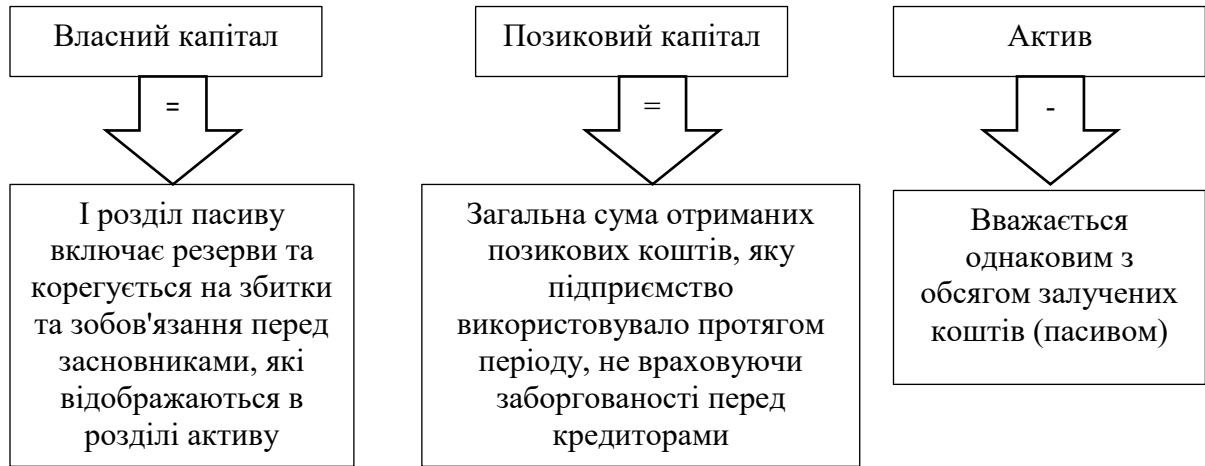 Власний капітал
=
І розділ пасиву
включає резерви та
корегується на збитки
та зобов'язання перед
засновниками, які
відображаються в
розділі активу
Позиковий капітал
=
Загальна сума отриманих
позикових коштів, яку
підприємство
використовувало протягом
періоду, не враховуючи
заборгованості перед
кредиторами
Актив
-
Вважається
однаковим з
обсягом залучених
коштів (пасивом)